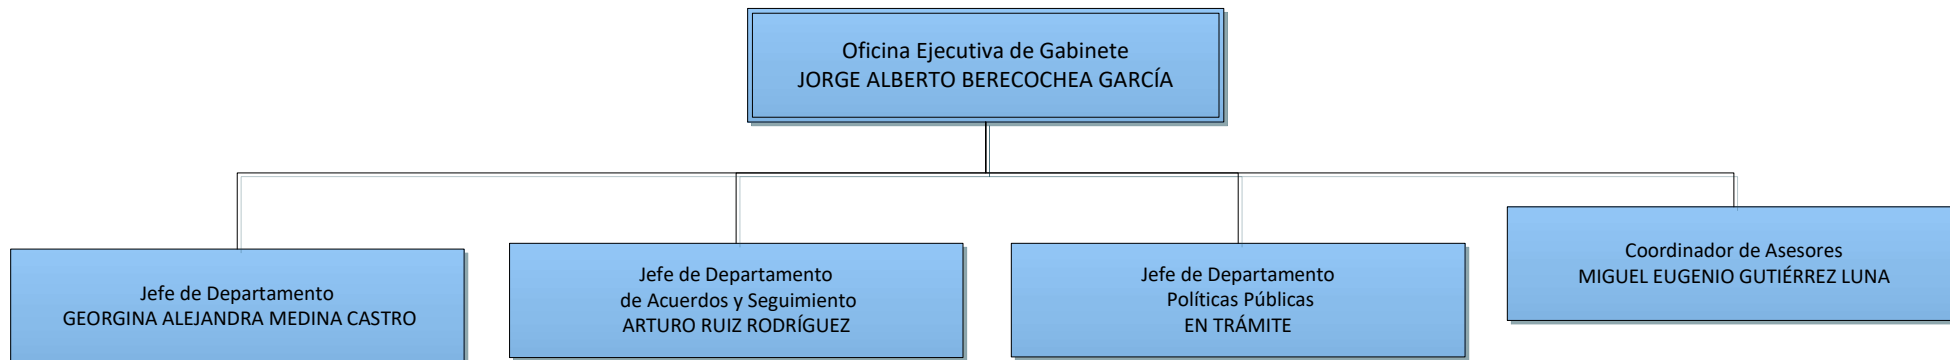 Oficina Ejecutiva de Gabinete
JORGE ALBERTO BERECOCHEA GARCÍA
Jefe de Departamento
GEORGINA ALEJANDRA MEDINA CASTRO
Jefe de Departamento
de Acuerdos y Seguimiento
ARTURO RUIZ RODRÍGUEZ
Jefe de Departamento
Políticas Públicas
EN TRÁMITE
Coordinador de Asesores
MIGUEL EUGENIO GUTIÉRREZ LUNA